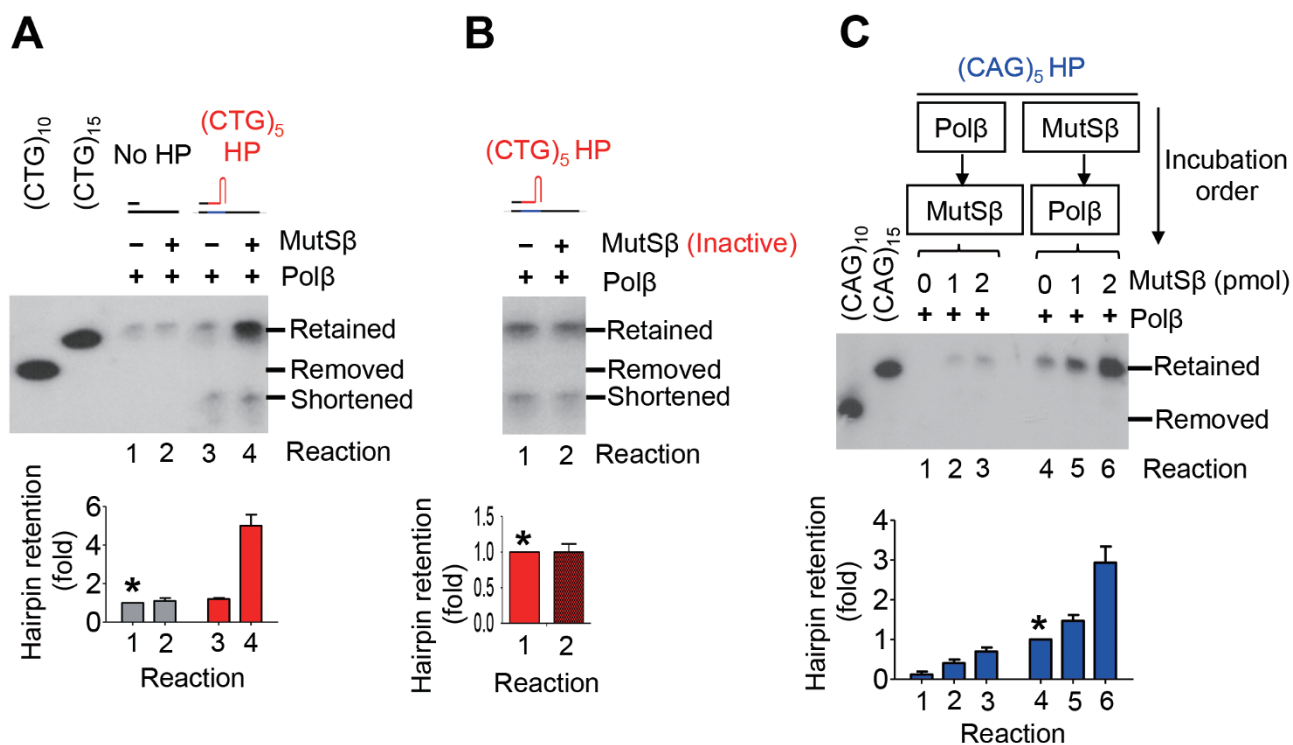 A
(CTG)10
(CTG)15
No HP
(CTG)5
HP
− + − + MutSβ
+ + + + Polβ
Retained
Removed
Shortened
1 2 3 4 Reaction
Hairpin retention
(fold)
6
4
2
0
*
1 2 3 4
Reaction
B
(CTG)5 HP
− + MutSβ (Inactive)
+ + Polβ
Retained
Removed
Shortened
1 2 Reaction
Hairpin retention
(fold)
1.5
1.0
0.5
0.0
*
1 2
Reaction
C
(CAG)5 HP
Polβ MutSβ
MutSβ Polβ
Incubation
order
(CAG)10
(CAG)15
0 1 2 0 1 2 MutSβ (pmol)
+ + + + + + Polβ
Retained
Removed
1 2 3 4 5 6 Reaction
Hairpin retention
(fold)
4
3
2
1
0
*
1 2 3 4 5 6
Reaction